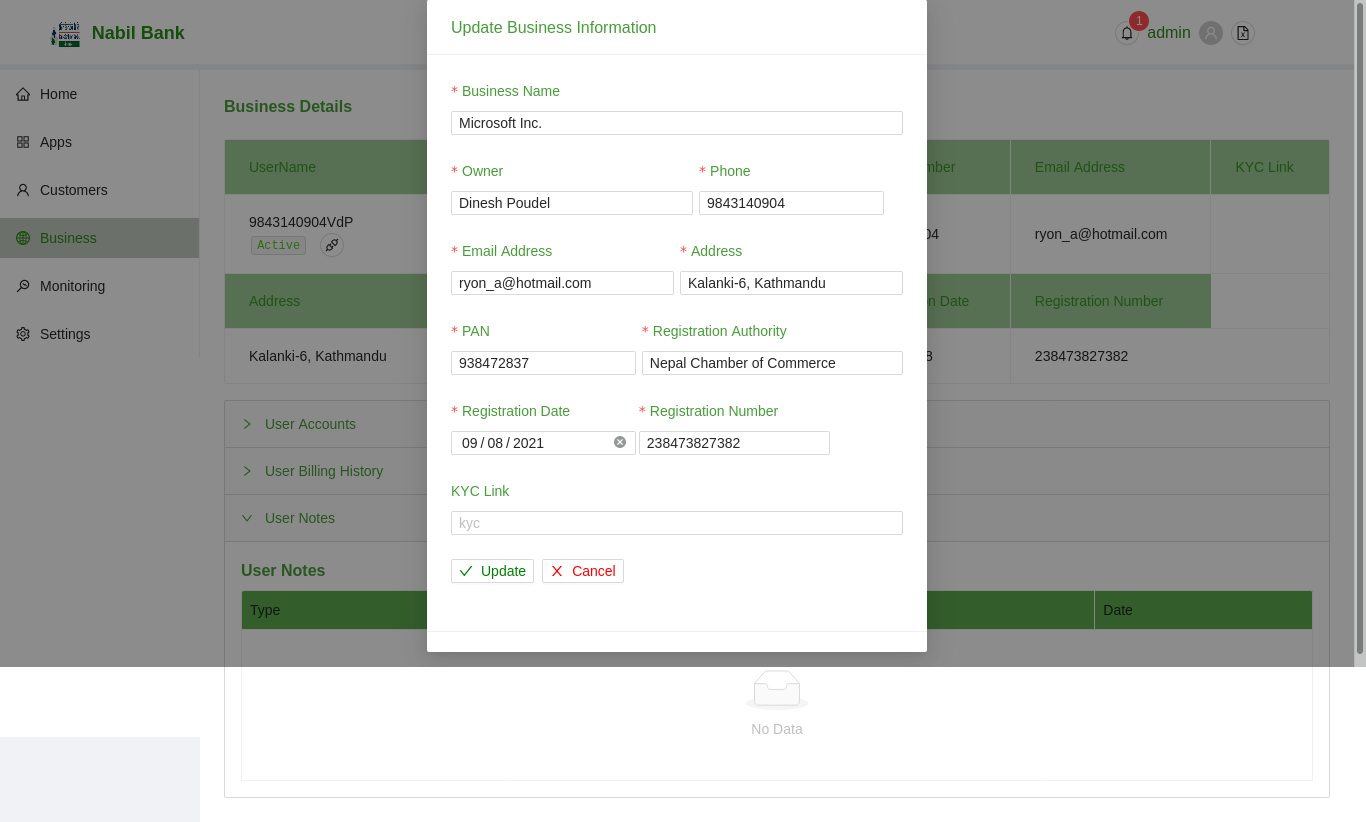 Update Business Information
Nabil Bank
1
admin
Home
Apps
Customers
Business
Monitoring
Settings
Business Details
UserName
mber
Email Address
KYC Link
9843140904VdP
Active
04
ryon_a@hotmail.com
Address
n Date
Registration Number
Kalanki-6, Kathmandu
8
238473827382
User Accounts
User Billing History
User Notes
User Notes
Type
Date
No Data
* Business Name
Microsoft Inc.
* Owner
* Phone
Dinesh Poudel
9843140904
* Email Address
* Address
ryon_a@hotmail.com
Kalanki-6, Kathmandu
* PAN
* Registration Authority
938472837
Nepal Chamber of Commerce
* Registration Date
* Registration Number
09/08/2021
238473827382
KYC Link
kyc
Update
Cancel